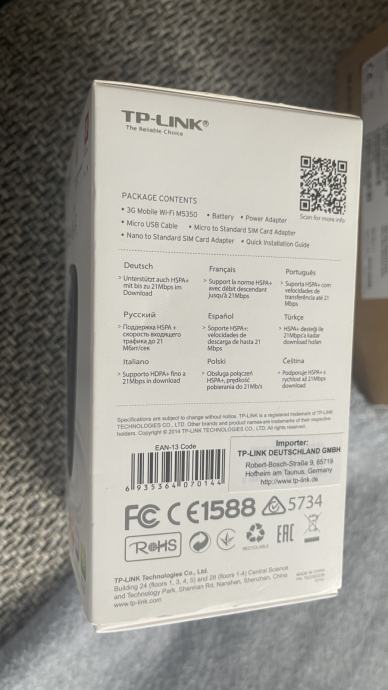 TP-LINK®
The Reliable Choice
Scan for more info
PACKAGE CONTENTS
• 3G Mobile Wi-Fi M5350 • Battery • Power Adapter
• Micro USB Cable • Micro to Standard SIM Card Adapter
• Nano to Standard SIM Card Adapter • Quick Installation Guide
Deutsch
> Unterstützt auch HSPA+
mit bis zu 21Mbps im
Download
Français
> Support la norme HSPA+
avec débit descendant
jusqu'à 21Mbps
Português
> Suporta HSPA+ com
velocidades de
transferência até 21
Mbps
Русский
> Поддержка HSPA +
скорость входящего
трафика до 21
Мбит/сек
Español
> Soporte HSPA+:
velocidades de
descarga de hasta 21
Mbps
Türkçe
> HSPA+ desteği ile
21Mbps'a kadar
download hızları
Italiano
> Supporto HDPA+ fino a
21Mbps in download
Polski
> Obsługa połączeń
HSPA+, prędkość
pobierania do 21Mb/s
Čeština
> Podporuje HSPA+ s
rychlostí až 21Mbps
download
Specifications are subject to change without notice. TP-LINK is a registered trademark of TP-LINK
TECHNOLOGIES CO., LTD. Other brands and product names are trademarks of their respective
holders. Copyright © 2014 TP-LINK TECHNOLOGIES CO., LTD. All rights reserved.
EAN-13 Code
6 935364 070144
Importer:
TP-LINK DEUTSCHLAND GMBH
Robert-Bosch-Straße 9, 65719
Hofheim am Taunus, Germany
http://www.tp-link.de
FC CE1588 5734
RoHS
RECYCLABLE
EAC
TP-LINK Technologies Co., Ltd.
Building 24 (floors 1, 3, 4, 5) and 28 (floors 1-4) Central Science
and Technology Park, Shennan Rd, Nanshan, Shenzhen, China
www.tp-link.com
MADE IN CHINA